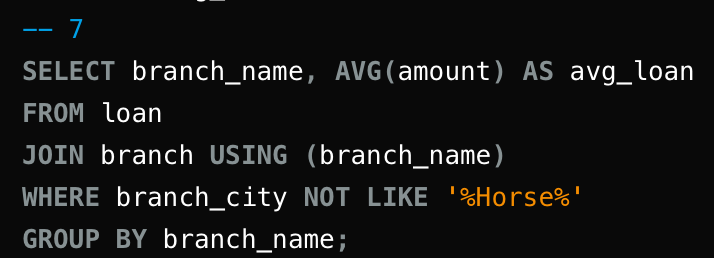 -- 7
SELECT branch_name, AVG(amount) AS avg_loan
FROM loan
JOIN branch USING (branch_name)
WHERE branch_city NOT LIKE '%Horse%'
GROUP BY branch_name;